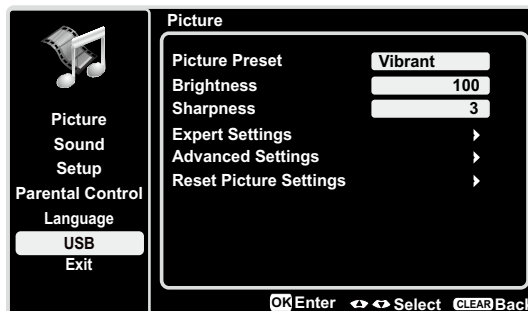 Picture
Sound
Setup
Parental Control
Language
USB
Exit
Picture
Picture Preset Vibrant
Brightness 100
Sharpness 3
Expert Settings
Advanced Settings
Reset Picture Settings
OK Enter Select CLEAR Back